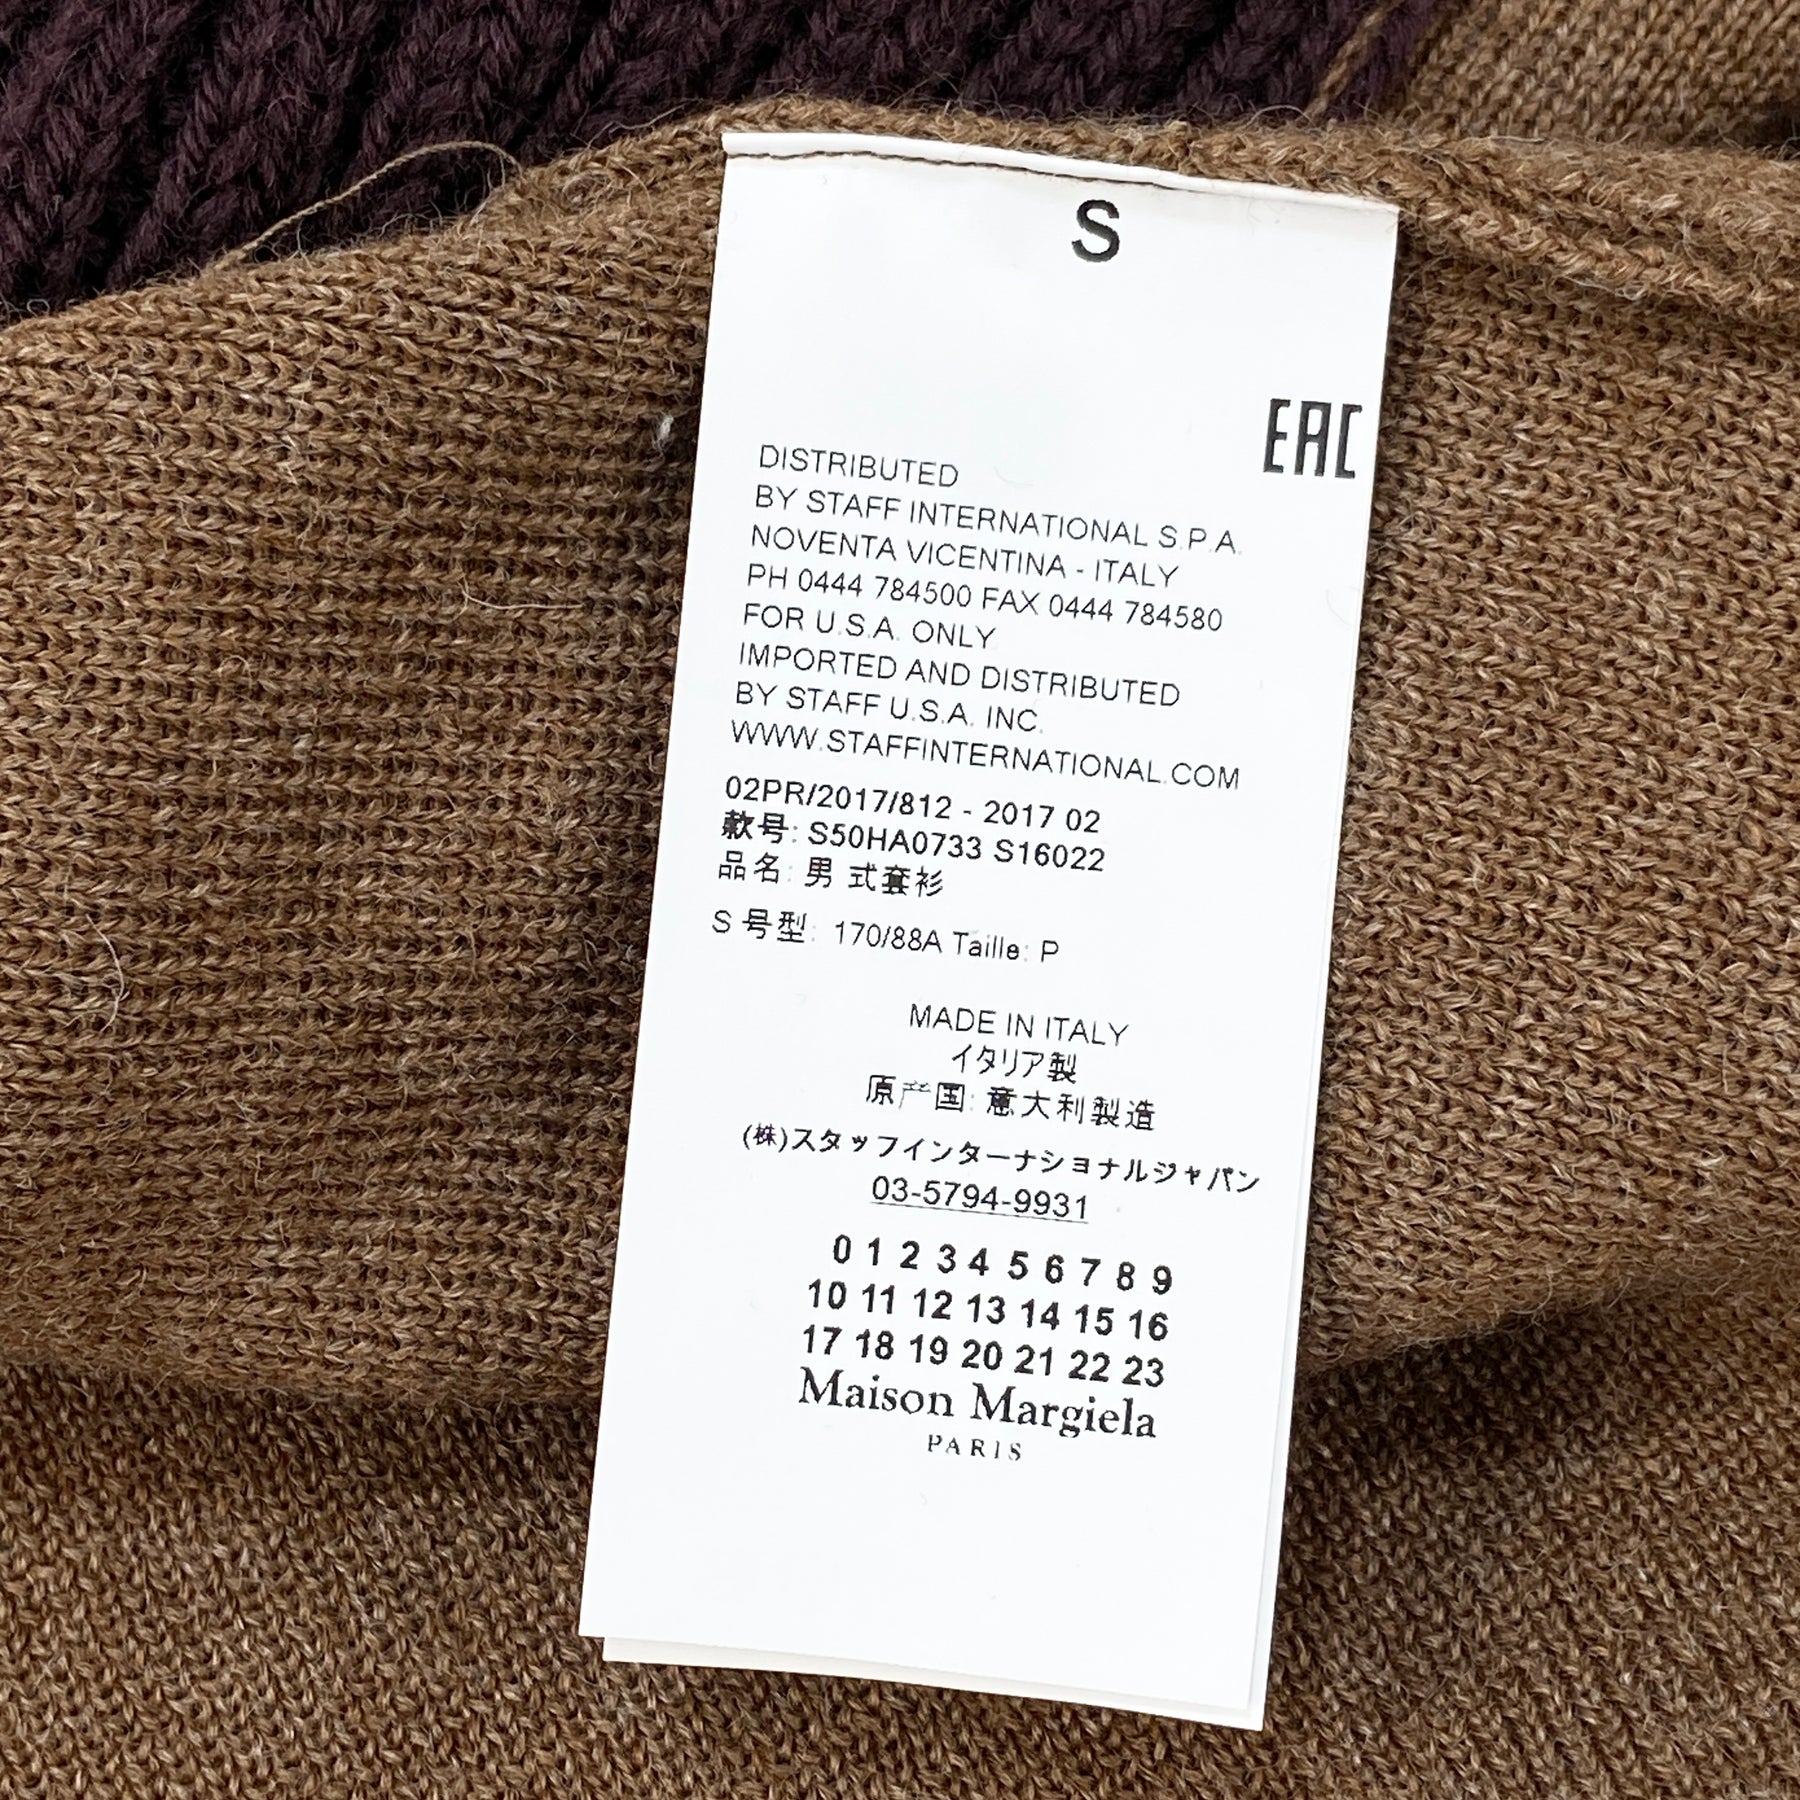 S
EAC
DISTRIBUTED
BY STAFF INTERNATIONAL S.P.A.
NOVENTA VICENTINA - ITALY
PH 0444 784500 FAX 0444 784580
FOR U.S.A. ONLY
IMPORTED AND DISTRIBUTED
BY STAFF U.S.A. INC.
WWW.STAFFINTERNATIONAL.COM
02PR/2017/812 - 2017 02
款号: S50HA0733 S16022
品名: 男 式套衫
S 号型: 170/88A Taille: P
MADE IN ITALY
イタリア製
原产国: 意大利製造
(株)スタッフインターナショナルジャパン
03-5794-9931
0 1 2 3 4 5 6 7 8 9
10 11 12 13 14 15 16
17 18 19 20 21 22 23
Maison Margiela
PARIS